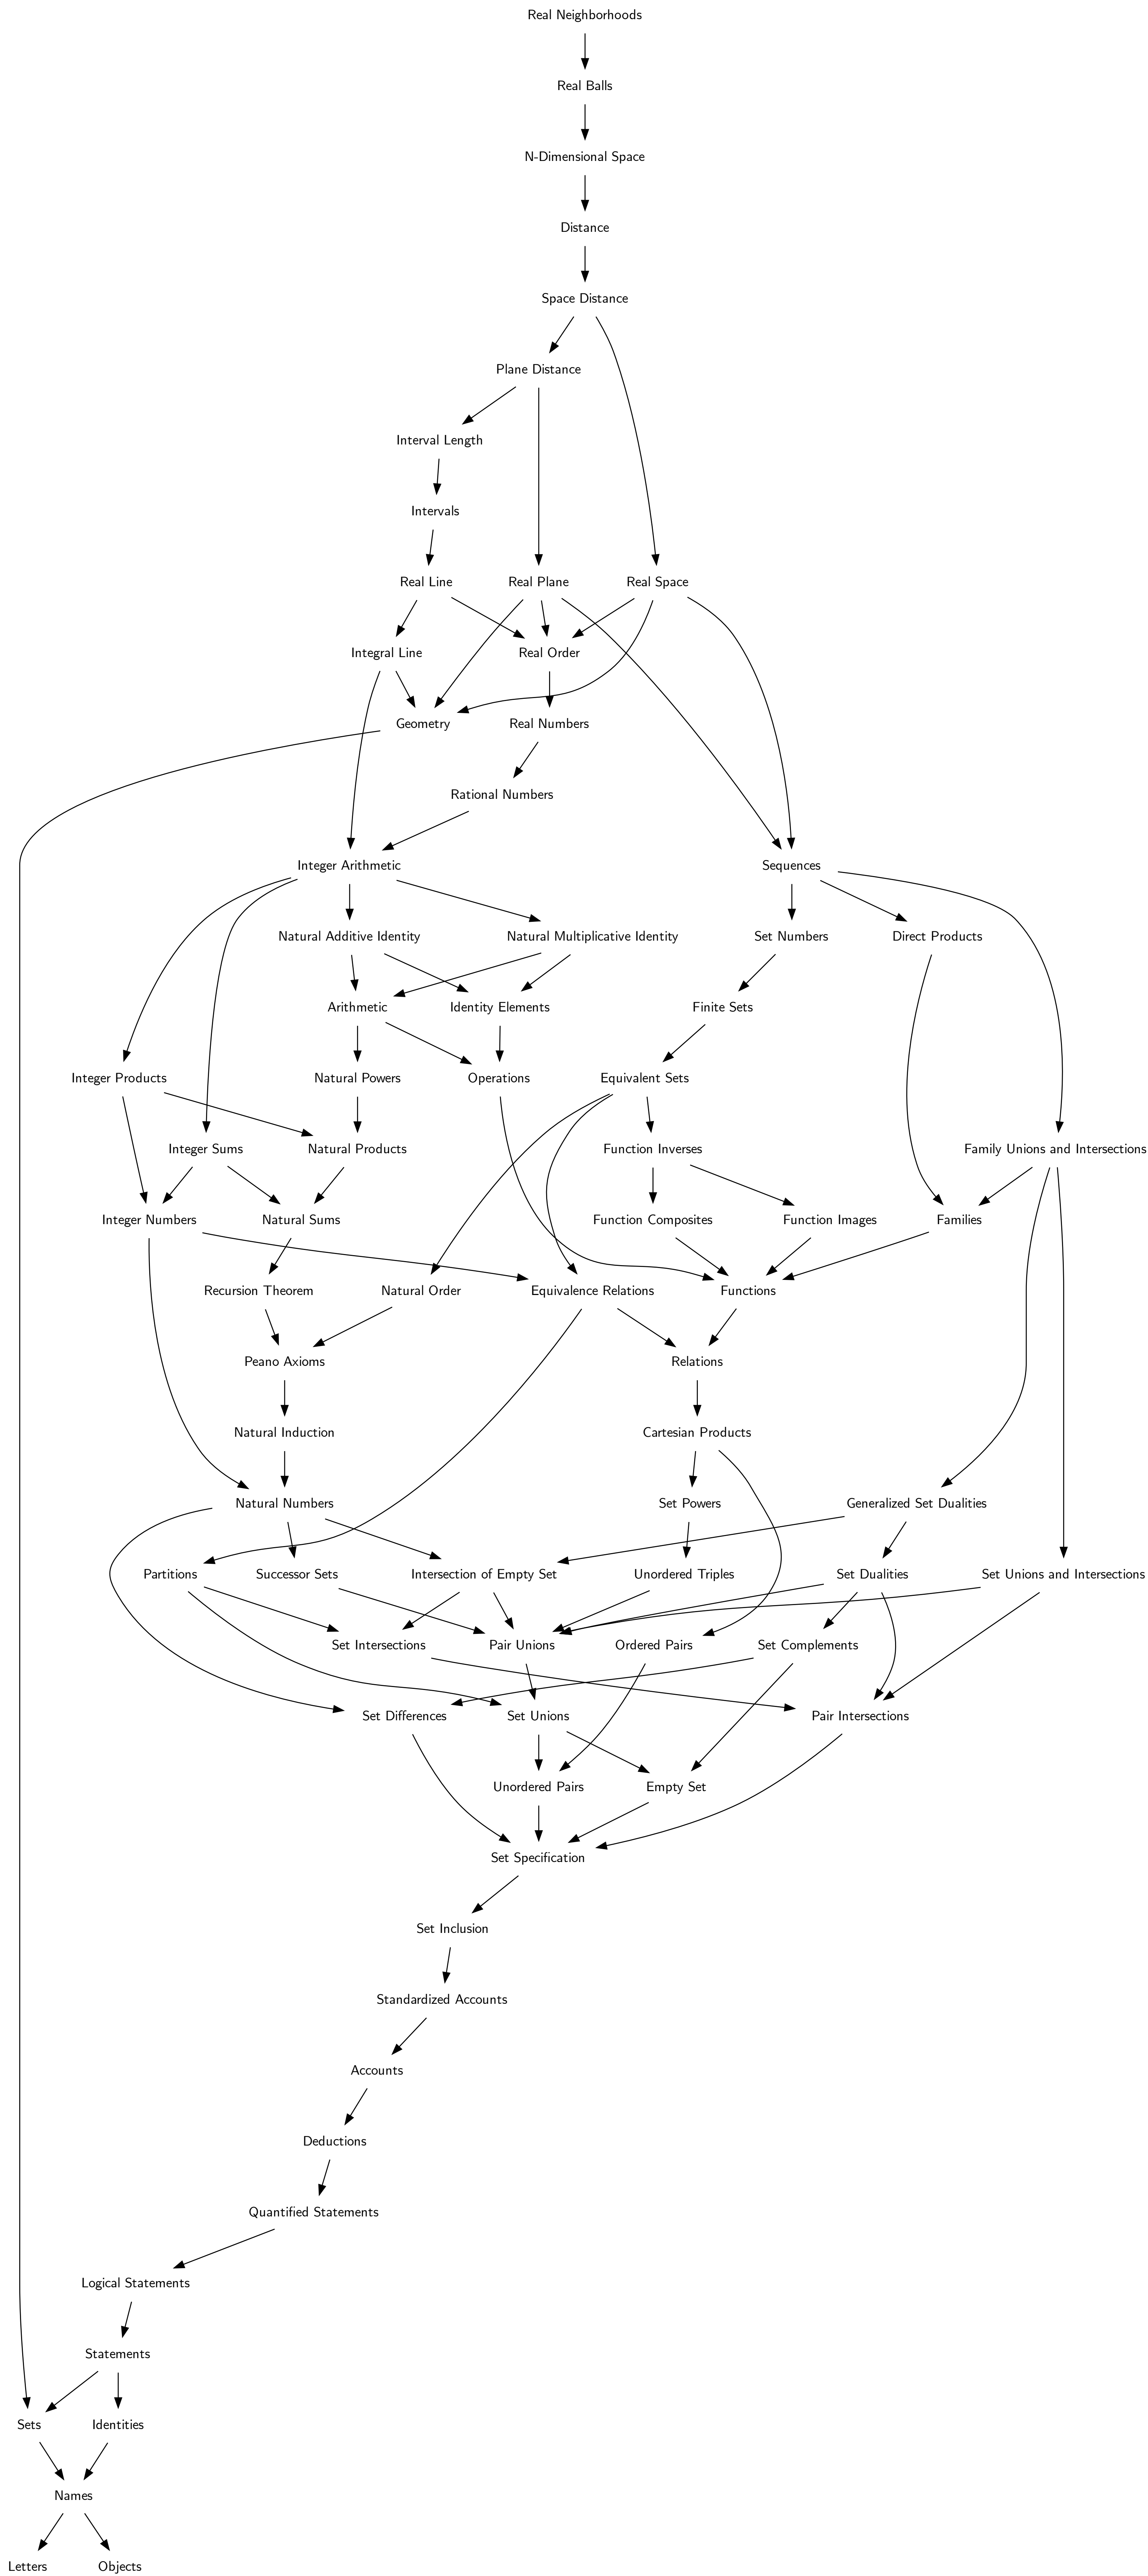 Real Neighborhoods
Real Balls
N-Dimensional Space
Distance
Space Distance
Plane Distance
Interval Length
Intervals
Real Line
Real Plane
Real Space
Integral Line
Real Order
Geometry
Real Numbers
Rational Numbers
Integer Arithmetic
Sequences
Natural Additive Identity
Natural Multiplicative Identity
Set Numbers
Direct Products
Arithmetic
Identity Elements
Finite Sets
Integer Products
Natural Powers
Operations
Equivalent Sets
Integer Sums
Natural Products
Function Inverses
Family Unions and Intersections
Integer Numbers
Natural Sums
Function Composites
Function Images
Families
Recursion Theorem
Natural Order
Equivalence Relations
Functions
Peano Axioms
Relations
Natural Induction
Cartesian Products
Natural Numbers
Set Powers
Generalized Set Dualities
Partitions
Successor Sets
Intersection of Empty Set
Unordered Triples
Set Dualities
Set Unions and Intersections
Set Intersections
Pair Unions
Ordered Pairs
Set Complements
Set Differences
Set Unions
Pair Intersections
Unordered Pairs
Empty Set
Set Specification
Set Inclusion
Standardized Accounts
Accounts
Deductions
Quantified Statements
Logical Statements
Statements
Sets
Identities
Names
Letters
Objects